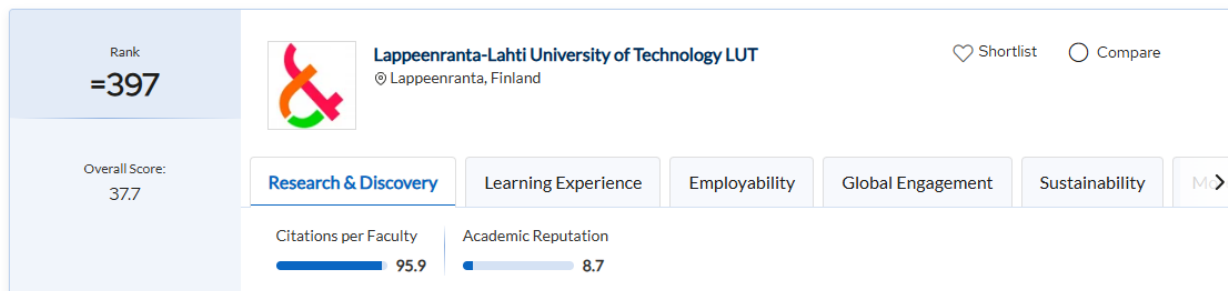 Rank
=397
Overall Score:
37.7
Lappeenranta-Lahti University of Technology LUT
Lappeenranta, Finland
Shortlist
Compare
Research & Discovery
Learning Experience
Employability
Global Engagement
Sustainability
Citations per Faculty
95.9
Academic Reputation
8.7